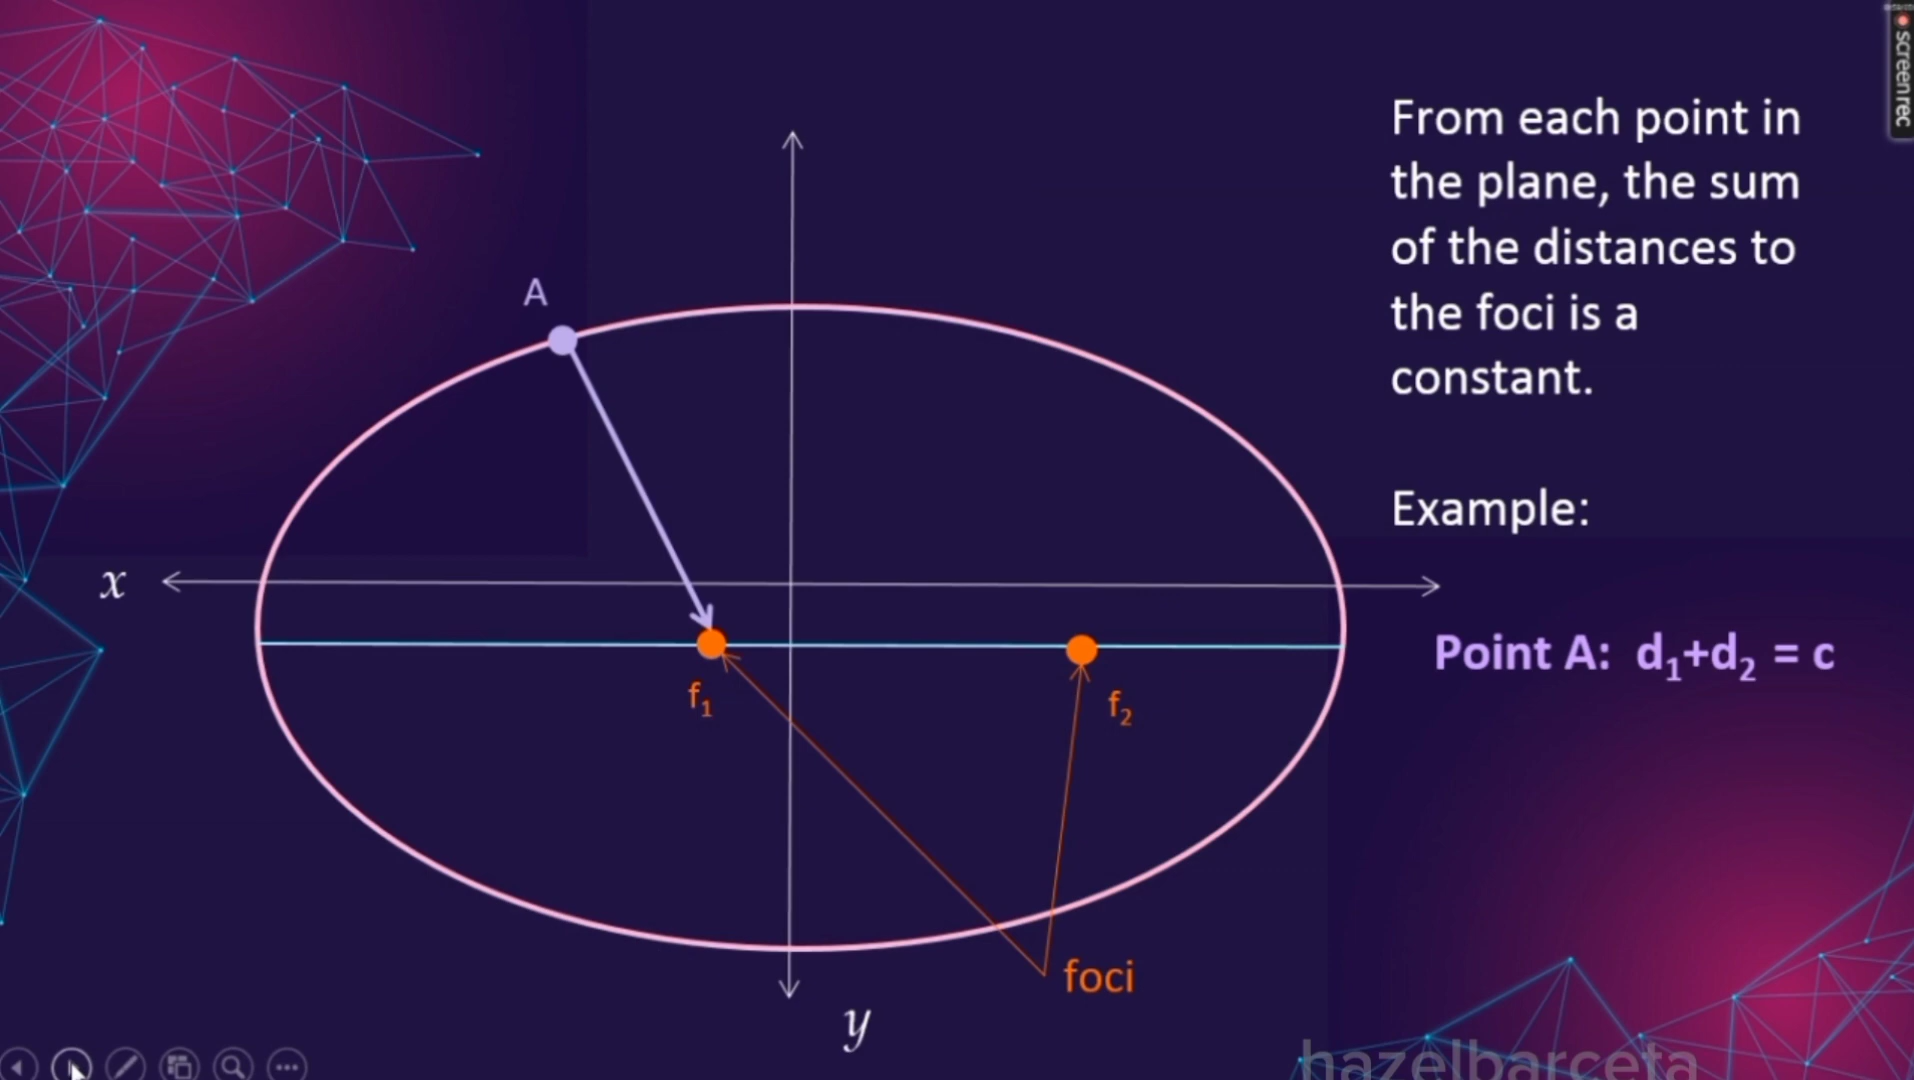 From each point in
the plane, the sum
of the distances to
the foci is a
constant.
Example:
Point A: d₁+d₂ = c
A
x
f₁
f₂
foci
y
screenrec
hazelbarceta